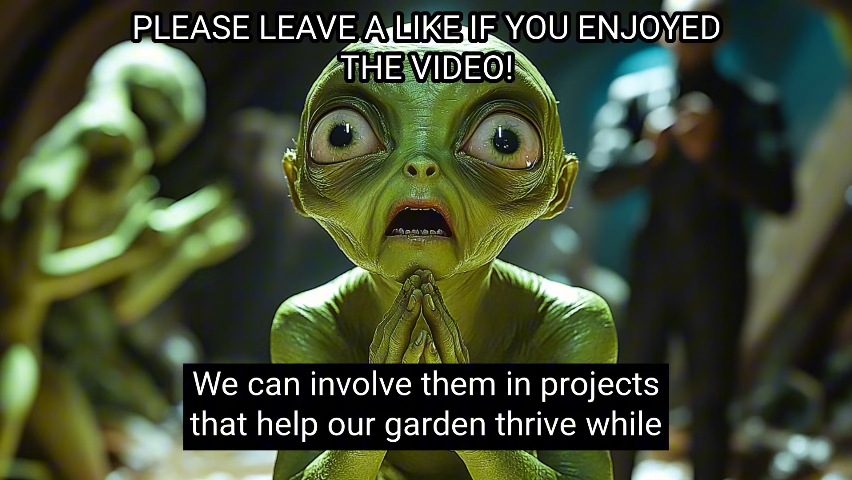 PLEASE LEAVE A LIKE IF YOU ENJOYED
THE VIDEO!
We can involve them in projects
that help our garden thrive while